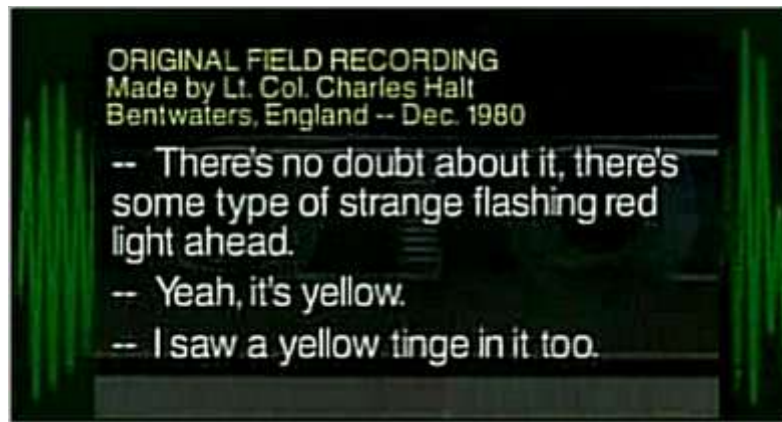 ORIGINAL FIELD RECORDING
Made by Lt. Col. Charles Halt
Bentwaters, England -- Dec. 1980
-- There's no doubt about it, there's
some type of strange flashing red
light ahead.
-- Yeah, it's yellow.
-- I saw a yellow tinge in it too.